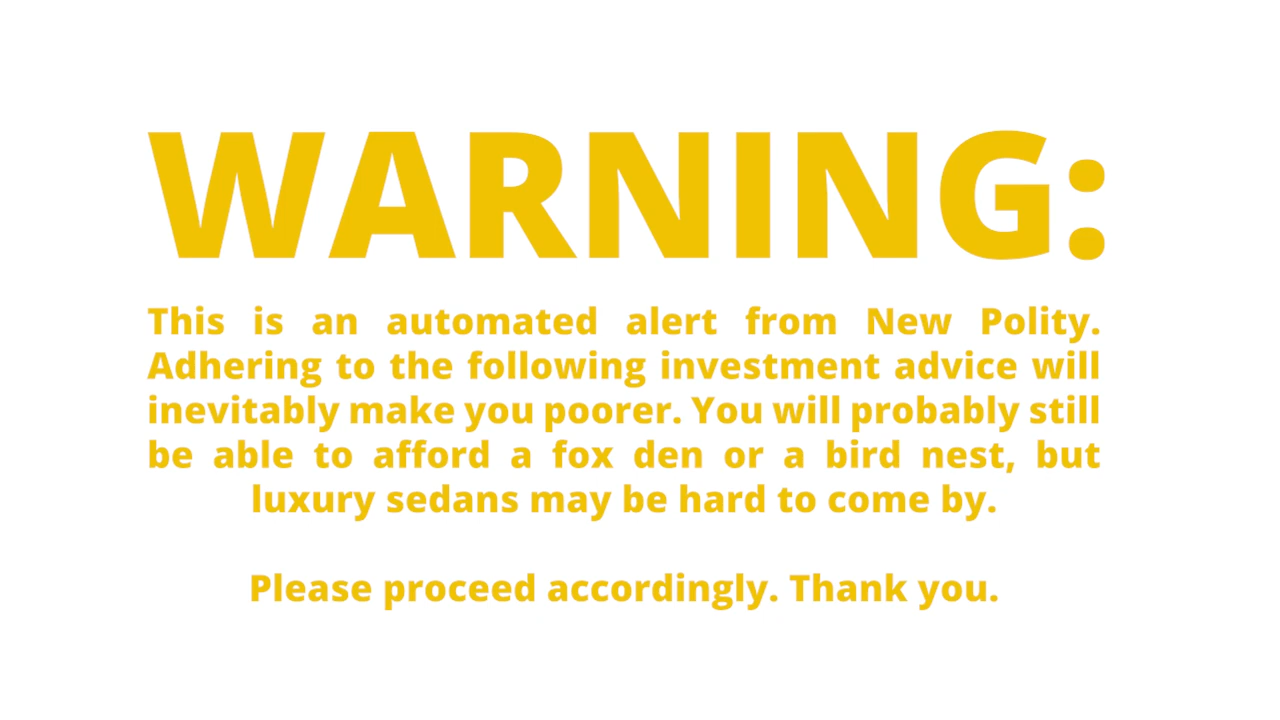 WARNING:
This is an automated alert from New Polity.
Adhering to the following investment advice will
inevitably make you poorer. You will probably still
be able to afford a fox den or a bird nest, but
luxury sedans may be hard to come by.
Please proceed accordingly. Thank you.